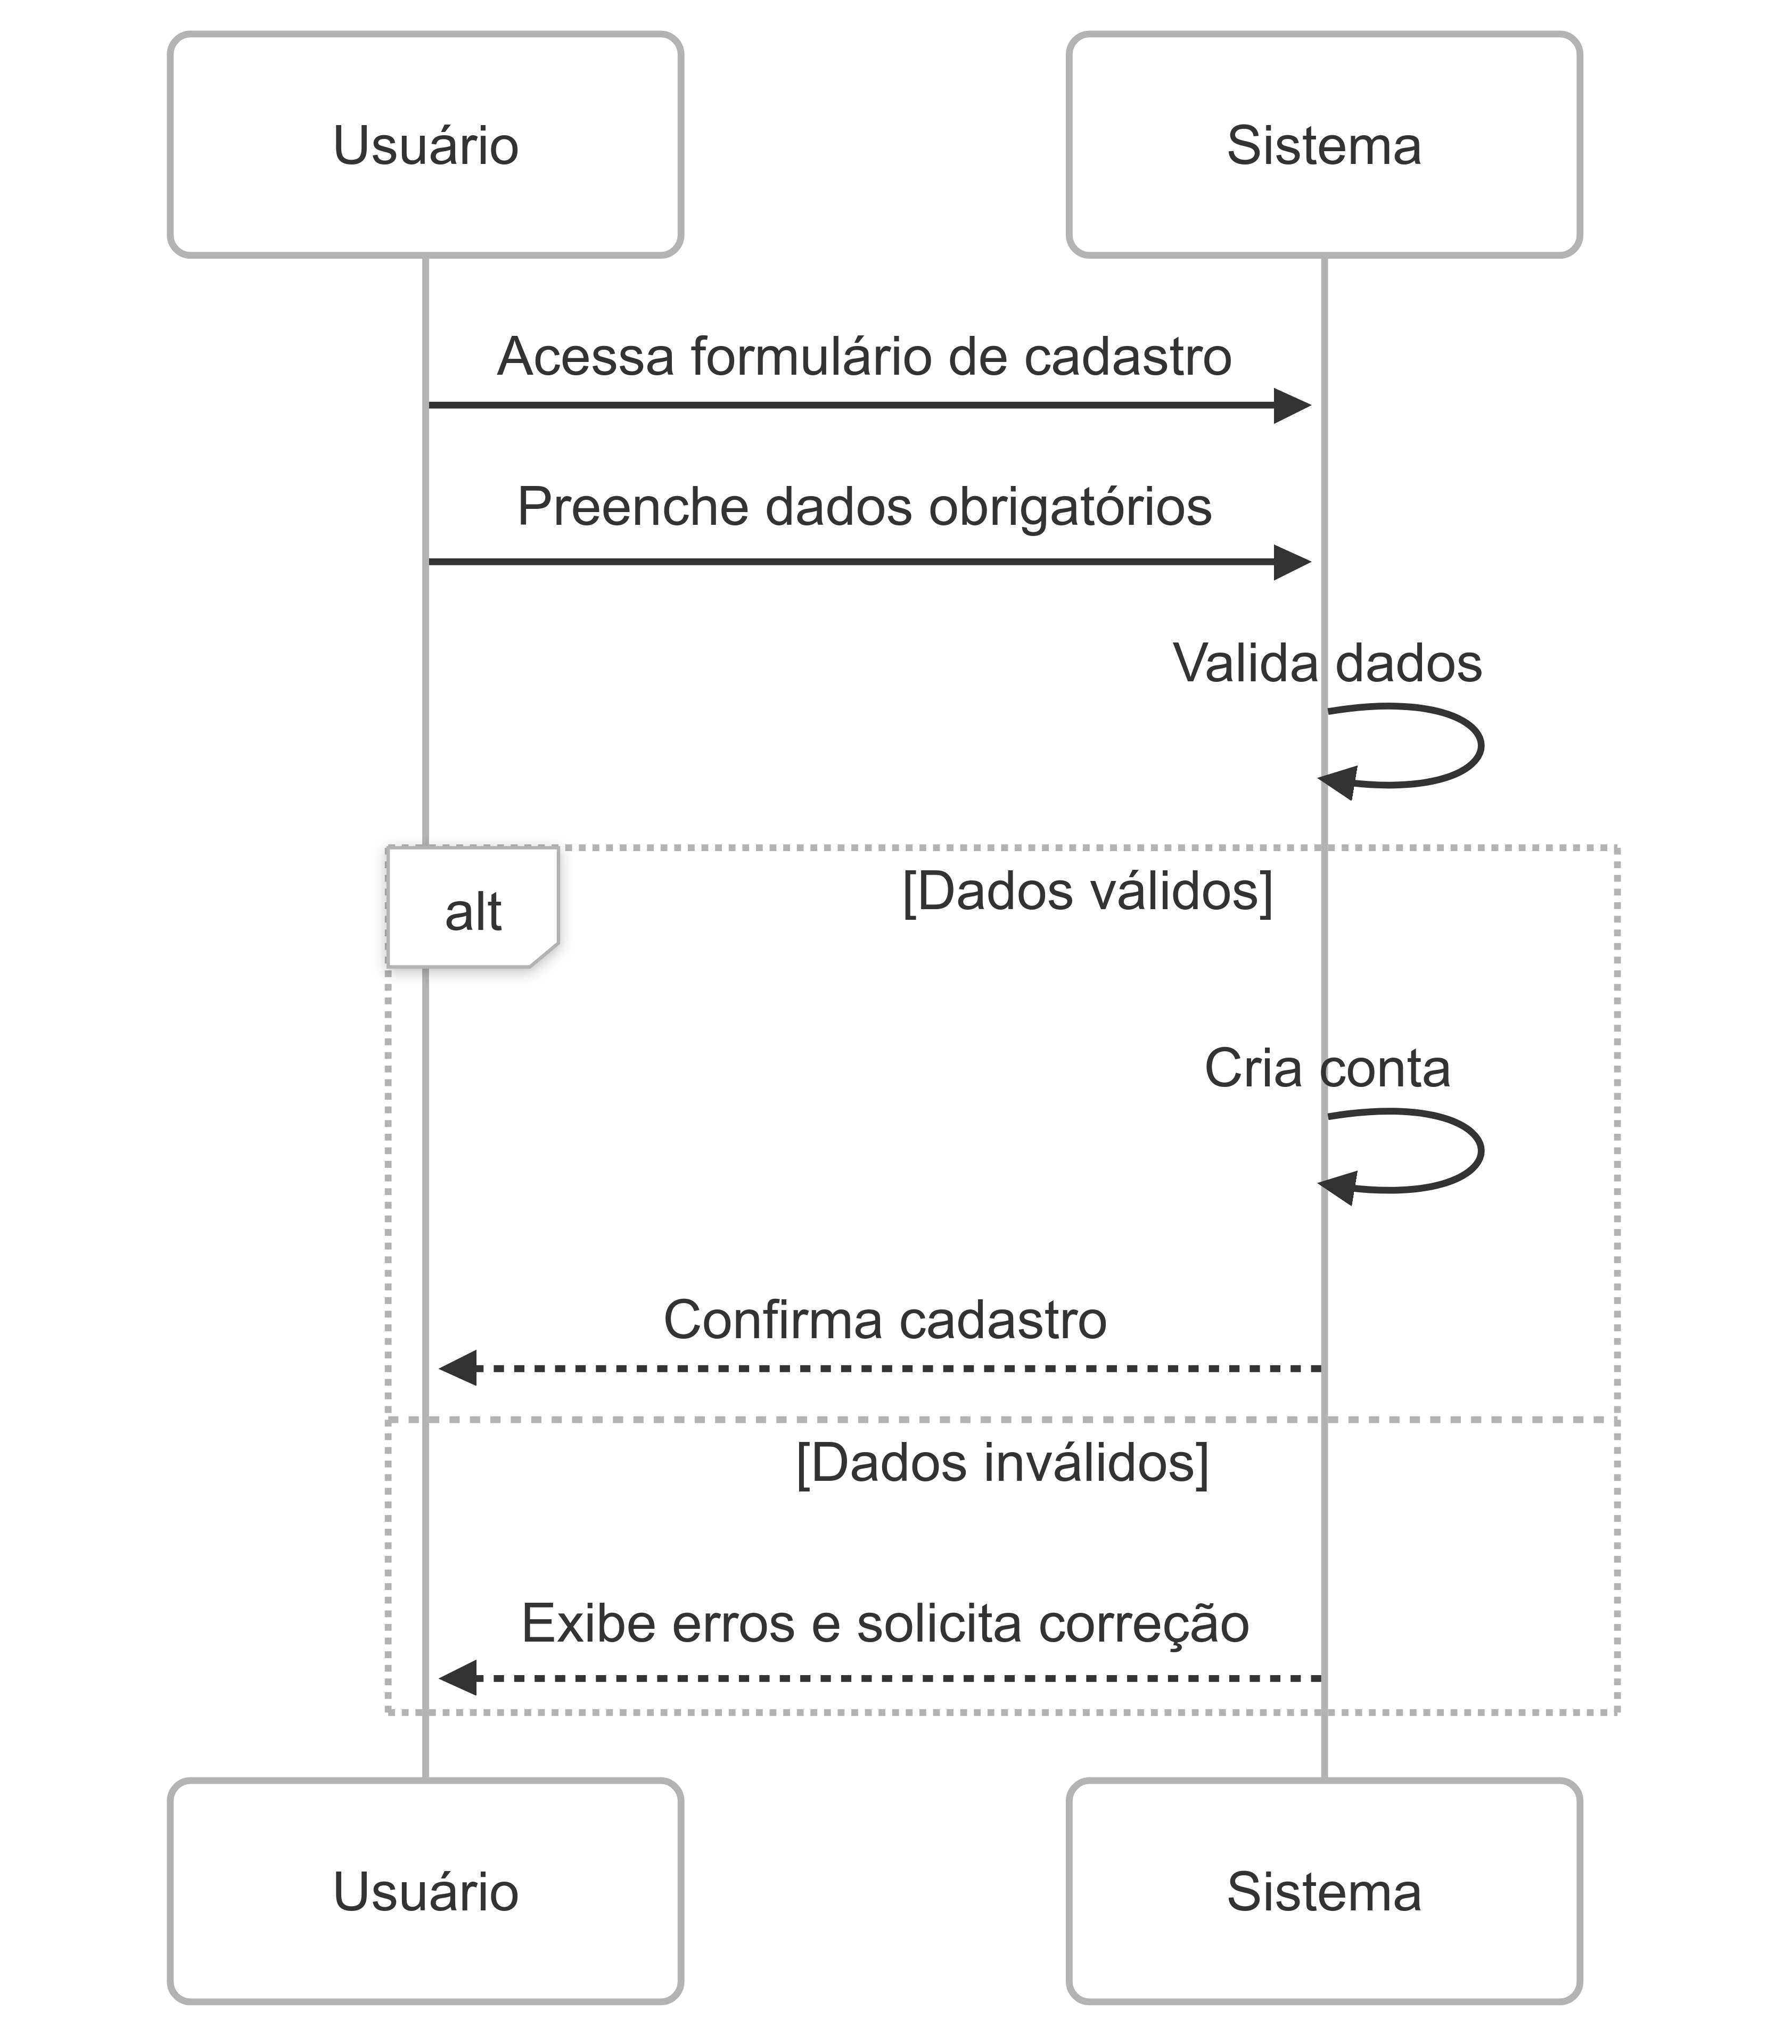 Usuário
Sistema
Acessa formulário de cadastro
Preenche dados obrigatórios
Valida dados
alt
[Dados válidos]
Cria conta
Confirma cadastro
[Dados inválidos]
Exibe erros e solicita correção
Usuário
Sistema